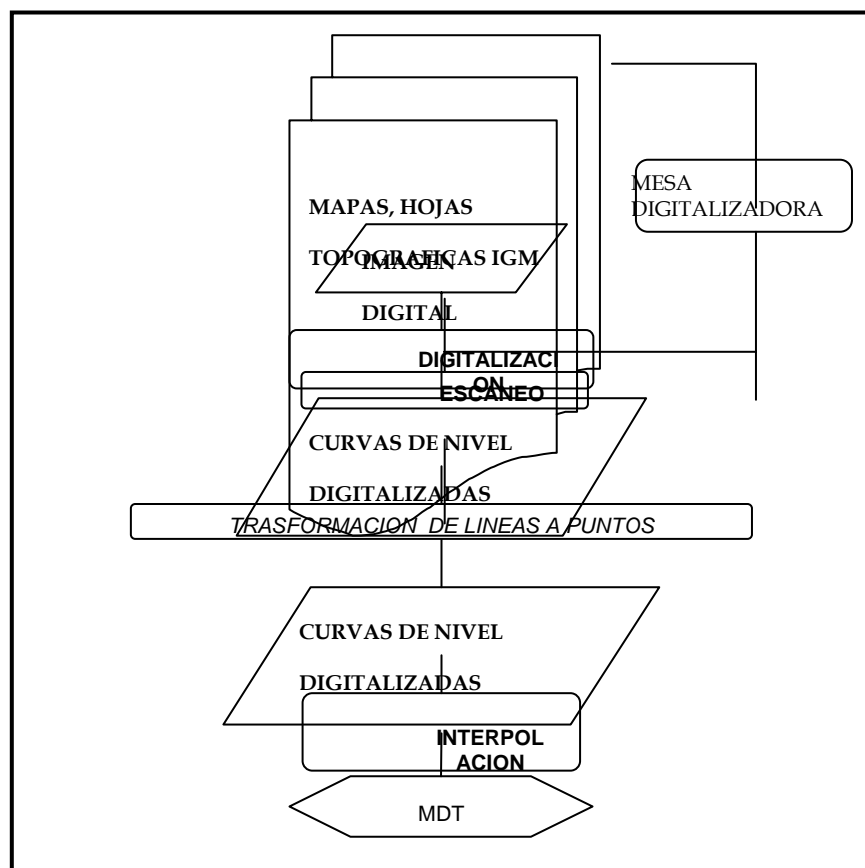 MESA
DIGITALIZADORA
MAPAS, HOJAS
TOPOGRAFICAS IGM
IMAGEN
DIGITAL
DIGITALIZACI
ON
ESCANEO
CURVAS DE NIVEL
DIGITALIZADAS
TRASFORMACION DE LINEAS A PUNTOS
CURVAS DE NIVEL
DIGITALIZADAS
INTERPOL
ACION
MDT